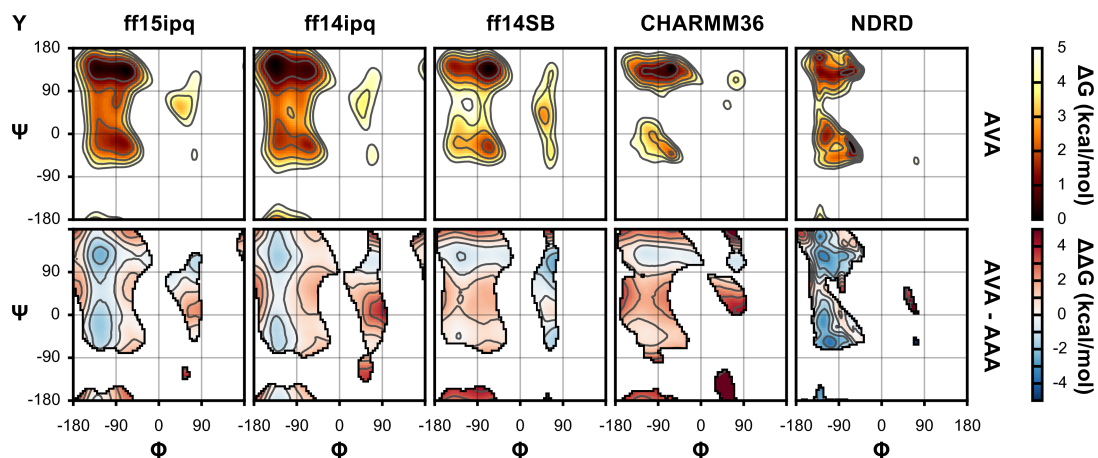 Y ff15ipq ff14ipq ff14SB CHARMM36 NDRD
180 90 0 -90 -180
Ψ
AVA
5 4 3 2 1 0
ΔG (kcal/mol)
90 0 -90 -180
Ψ
AVA - AAA
4 2 0 -2 -4
ΔΔG (kcal/mol)
-180 -90 0 90 -180 -90 0 90 -180 -90 0 90 -180 -90 0 90 -180 -90 0 90 180
Φ Φ Φ Φ Φ